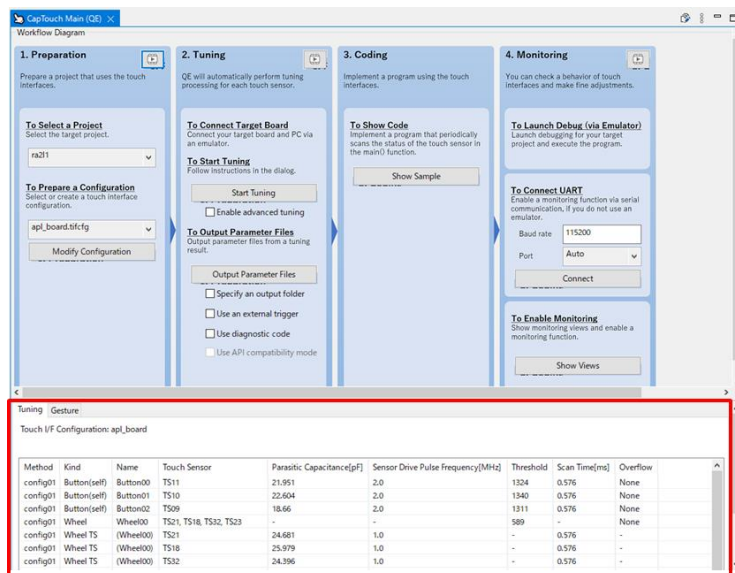 CapTouch Main (QE)
Workflow Diagram
1. Preparation
Prepare a project that uses the touch
interfaces.
To Select a Project
Select the target project.
ra2l1
To Prepare a Configuration
Select or create a touch interface
configuration.
apl_board.tifcfg
Modify Configuration
2. Tuning
QE will automatically perform tuning
processing for each touch sensor.
To Connect Target Board
Connect your target board and PC via
an emulator.
To Start Tuning
Follow instructions in the dialog.
Start Tuning
Enable advanced tuning
To Output Parameter Files
Output parameter files from a tuning
result.
Output Parameter Files
Specify an output folder
Use an external trigger
Use diagnostic code
Use API compatibility mode
3. Coding
Implement a program using the touch
interfaces.
To Show Code
Implement a program that periodically
scans the status of the touch sensor in
the main() function.
Show Sample
4. Monitoring
You can check a behavior of touch
interfaces and make fine adjustments.
To Launch Debug (via Emulator)
Launch debugging for your target
project and execute the program.
To Connect UART
Enable a monitoring function via serial
communication, if you do not use an
emulator.
Baud rate 115200
Port Auto
Connect
To Enable Monitoring
Show monitoring views and enable a
monitoring function.
Show Views
Tuning Gesture
Touch I/F Configuration: apl_board
Method Kind Name Touch Sensor Parasitic Capacitance[pF] Sensor Drive Pulse Frequency[MHz] Threshold Scan Time[ms] Overflow
config01 Button(self) Button00 TS11 21.951 2.0 1324 0.576 None
config01 Button(self) Button01 TS10 22.604 2.0 1340 0.576 None
config01 Button(self) Button02 TS09 18.66 2.0 1311 0.576 None
config01 Wheel Wheel00 TS21, TS18, TS32, TS23 - - 589 - None
config01 Wheel TS (Wheel00) TS21 24.681 1.0 - 0.576 -
config01 Wheel TS (Wheel00) TS18 25.979 1.0 - 0.576 -
config01 Wheel TS (Wheel00) TS32 24.396 1.0 - 0.576 -